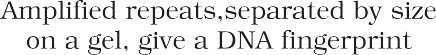 Amplified repeats,separated by size
on a gel, give a DNA fingerprint